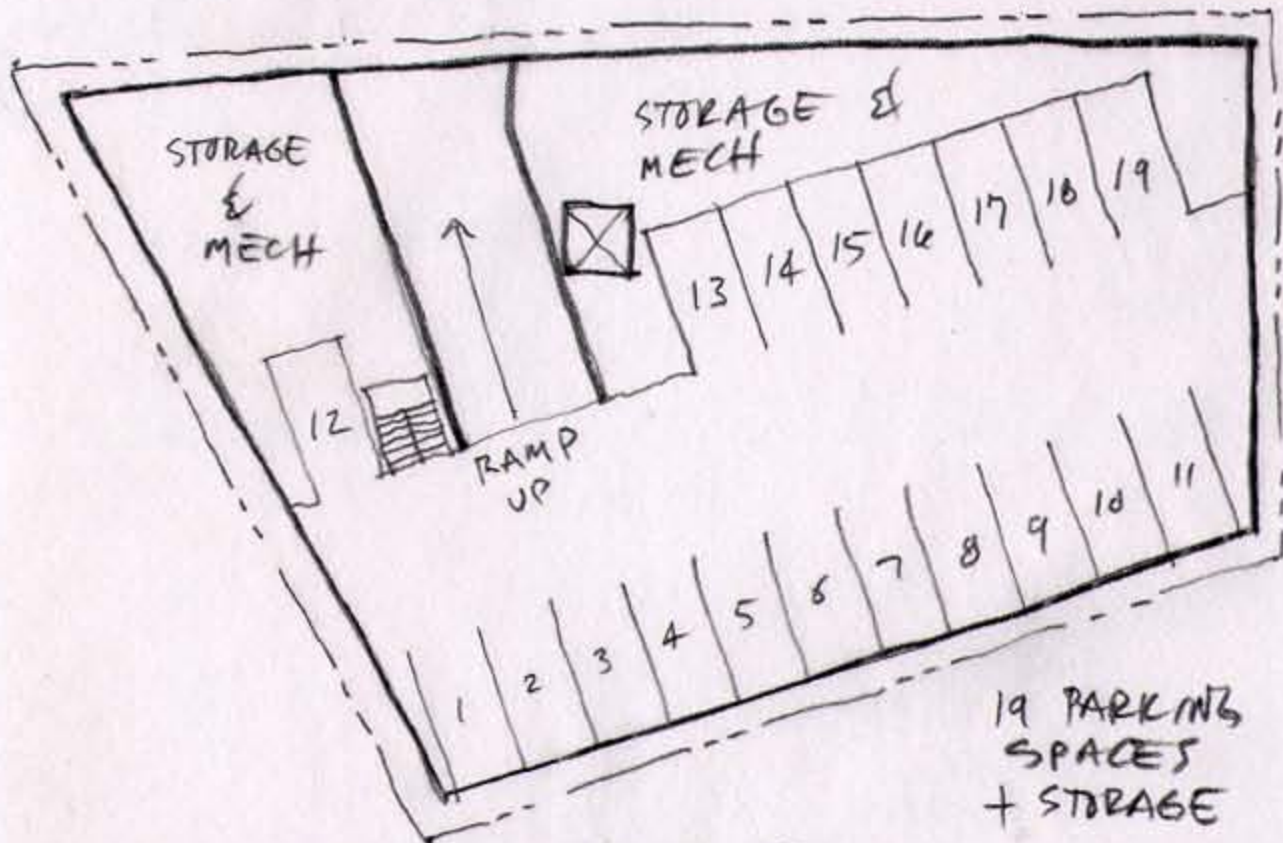 STORAGE
&
MECH
STORAGE &
MECH
13
14
15
16
17
18
19
12
RAMP
UP
1
2
3
4
5
6
7
8
9
10
11
19 PARKING
SPACES
+ STORAGE